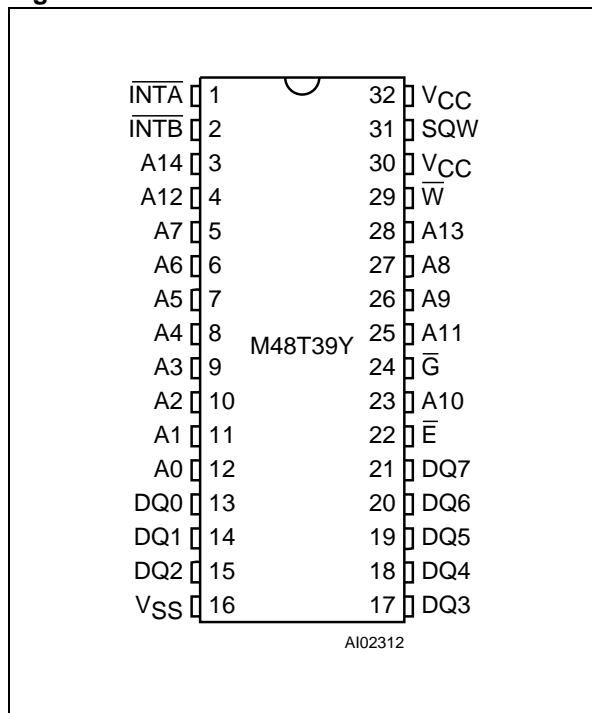 I̅N̅T̅A̅ 1 32 VCC
I̅N̅T̅B̅ 2 31 SQW
A14 3 30 VCC
A12 4 29 W̅
A7 5 28 A13
A6 6 27 A8
A5 7 26 A9
A4 8 25 A11
M48T39Y
A3 9 24 G̅
A2 10 23 A10
A1 11 22 E̅
A0 12 21 DQ7
DQ0 13 20 DQ6
DQ1 14 19 DQ5
DQ2 15 18 DQ4
VSS 16 17 DQ3
AI02312